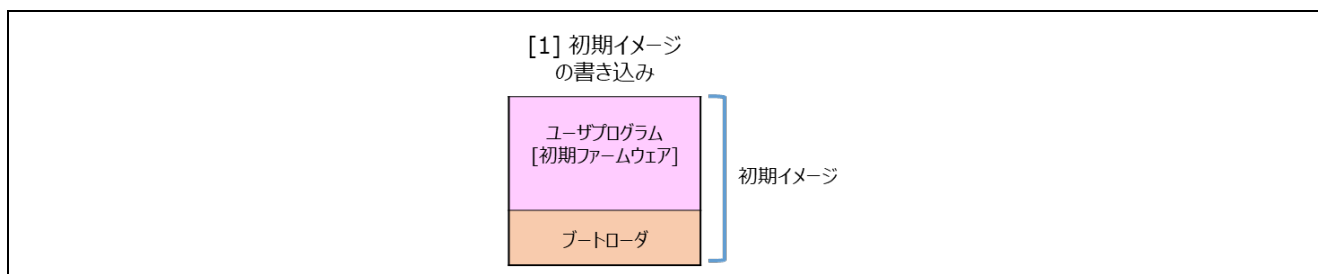 [1] 初期イメージ
の書き込み
ユーザプログラム
[初期ファームウェア]
初期イメージ
ブートローダ